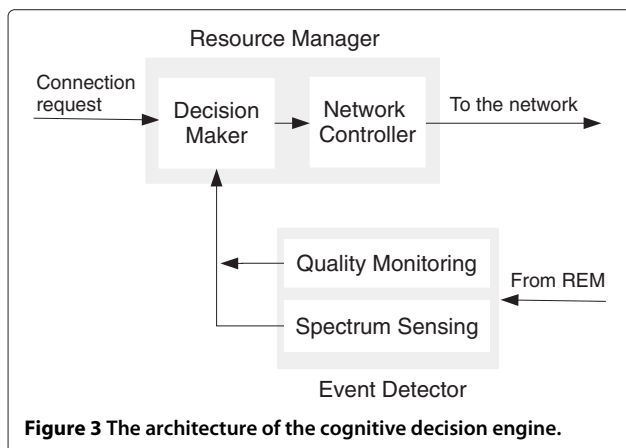 Resource Manager
Connection
request
Decision
Maker
Network
Controller
To the network
Quality Monitoring
From REM
Spectrum Sensing
Event Detector
Figure 3 The architecture of the cognitive decision engine.